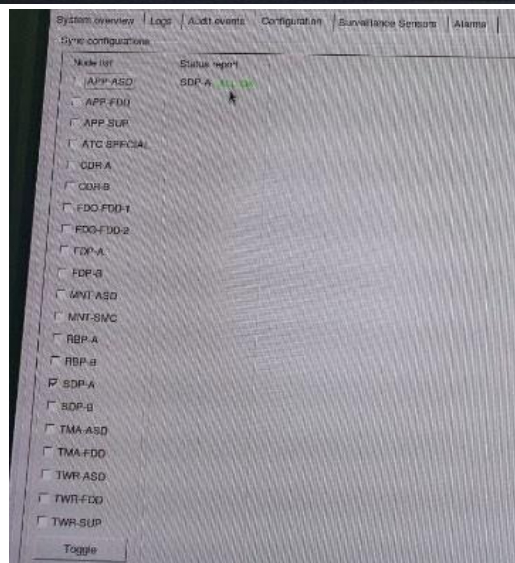 System overview Logs Audit events Configuration Surveillance Sensors Alarms
Sync configurations
Node list Status report
APP-ASD SDP-A ALL OK
APP-FDD
APP-SUP
ATC SPECIAL
CDR-A
CDR-B
FDO-FDD-1
FDO-FDD-2
FDP-A
FDP-B
MNT-ASD
MNT-SMC
RBP-A
RBP-B
SDP-A
SDP-B
TMA-ASD
TMA-FDD
TWR-ASD
TWR-FDD
TWR-SUP
Toggle